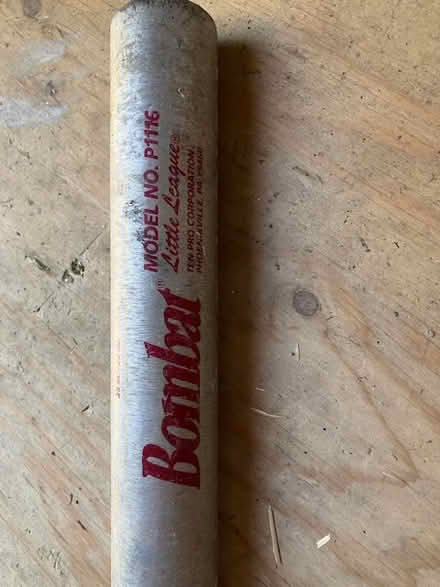 Bombat
MODEL NO. P1116
Little League®
TEN PRO CORPORATION
PHOENIXVILLE, PA 19460